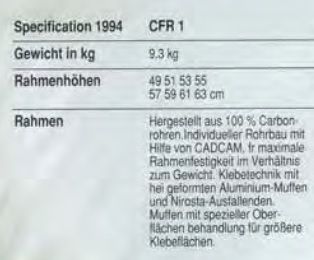 Specification 1994 CFR 1
Gewicht in kg 9.3 kg
Rahmenhöhen 49 51 53 55
57 59 61 63 cm
Rahmen Hergestellt aus 100 % Carbon-
rohren.Individueller Rohrbau mit
Hilfe von CADCAM, fr maximale
Rahmenfestigkeit im Verhältnis
zum Gewicht. Klebetechnik mit
hei geformten Aluminium-Muffen
und Nirosta-Ausfallenden.
Muffen mit spezieller Ober-
flächen behandlung für größere
Klebeflächen.